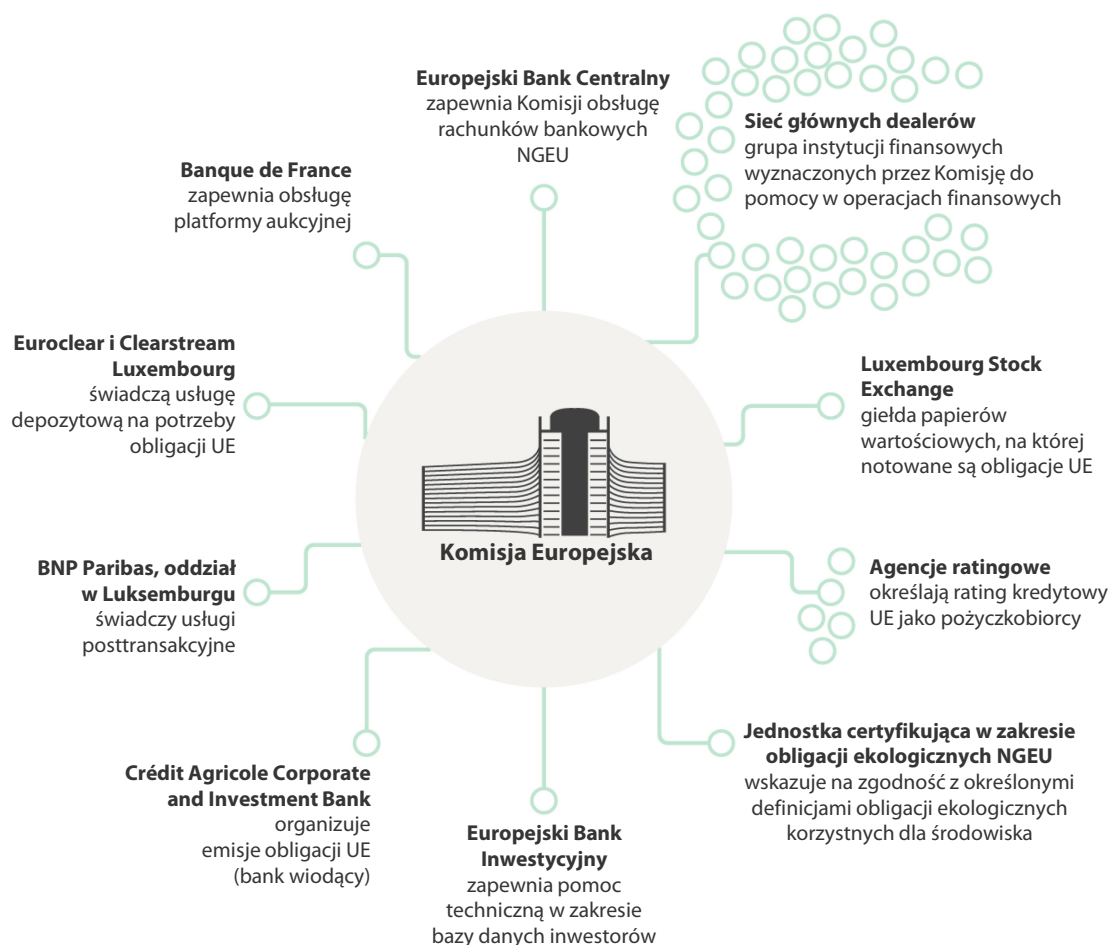 Europejski Bank Centralny
zapewnia Komisji obsługę
rachunków bankowych
NGEU
Sieć głównych dealerów
grupa instytucji finansowych
wyznaczonych przez Komisję do
pomocy w operacjach finansowych
Banque de France
zapewnia obsługę
platformy aukcyjnej
Euroclear i Clearstream
Luxembourg
świadczą usługę
depozytową na potrzeby
obligacji UE
Luxembourg Stock
Exchange
giełda papierów
wartościowych, na której
notowane są obligacje UE
Komisja Europejska
BNP Paribas, oddział
w Luksemburgu
świadczy usługi
posttransakcyjne
Agencje ratingowe
określają rating kredytowy
UE jako pożyczkobiorcy
Crédit Agricole Corporate
and Investment Bank
organizuje
emisje obligacji UE
(bank wiodący)
Europejski Bank
Inwestycyjny
zapewnia pomoc
techniczną w zakresie
bazy danych inwestorów
Jednostka certyfikująca w zakresie
obligacji ekologicznych NGEU
wskazuje na zgodność z określonymi
definicjami obligacji ekologicznych
korzystnych dla środowiska